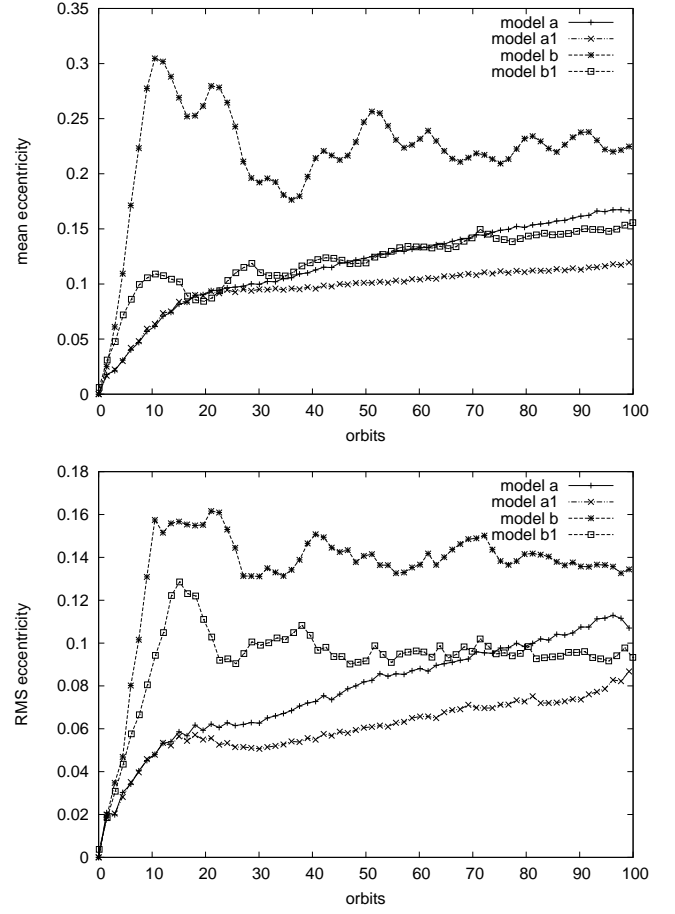 0.35
0.3
0.25
0.2
0.15
0.1
0.05
0
mean eccentricity
model a
model a1
model b
model b1
0 10 20 30 40 50 60 70 80 90 100
orbits
0.18
0.16
0.14
0.12
0.1
0.08
0.06
0.04
0.02
0
RMS eccentricity
model a
model a1
model b
model b1
0 10 20 30 40 50 60 70 80 90 100
orbits